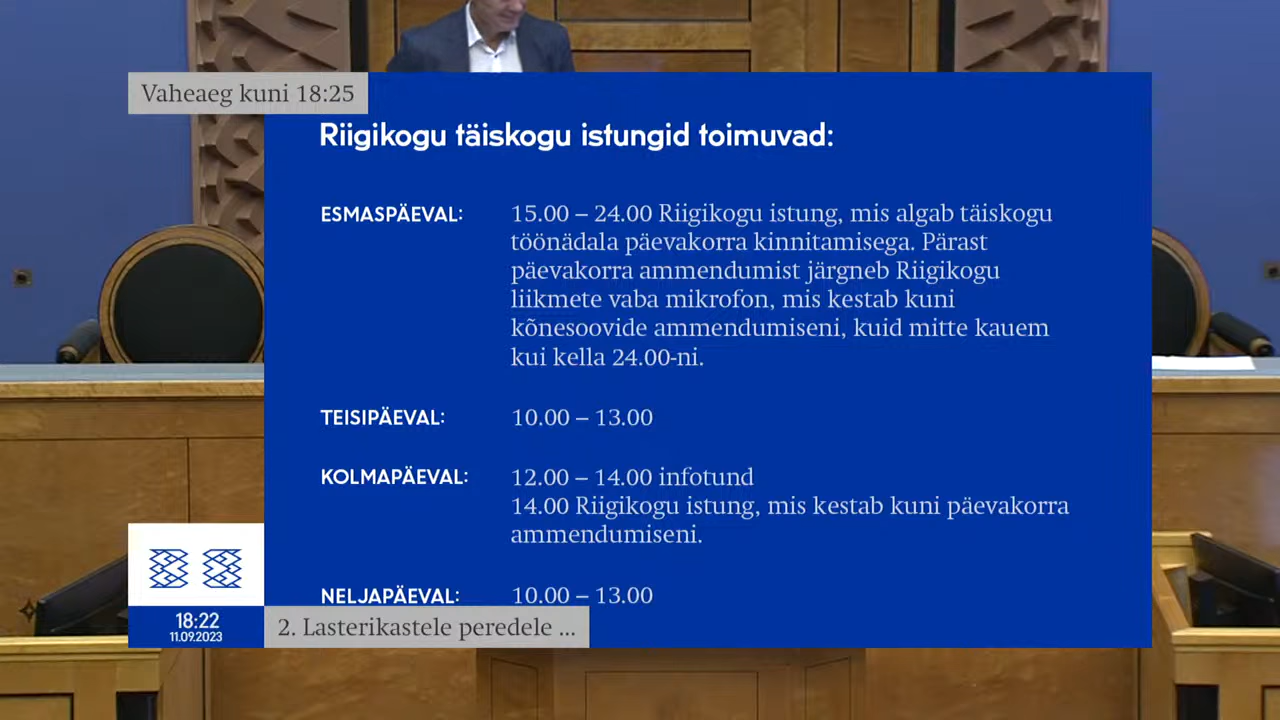 Vaheaeg kuni 18:25
Riigikogu täiskogu istungid toimuvad:
ESMASPÄEVAL:
15.00 – 24.00 Riigikogu istung, mis algab täiskogu
töönädala päevakorra kinnitamisega. Pärast
päevakorra ammendumist järgneb Riigikogu
liikmete vaba mikrofon, mis kestab kuni
kõnesoovide ammendumiseni, kuid mitte kauem
kui kella 24.00-ni.
TEISIPÄEVAL:
10.00 – 13.00
KOLMAPÄEVAL:
12.00 – 14.00 infotund
14.00 Riigikogu istung, mis kestab kuni päevakorra
ammendumiseni.
NELJAPÄEVAL:
10.00 – 13.00
18:22
11.09.2023
2. Lasterikastele peredele ...